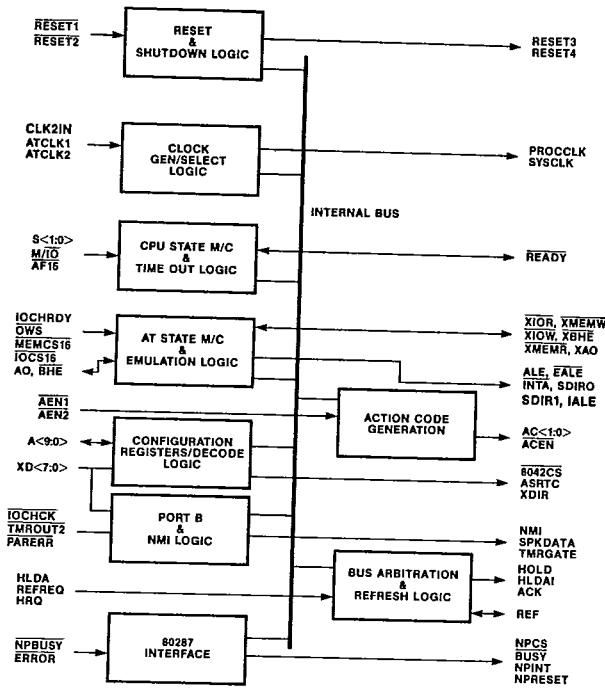 RESET1
RESET2
RESET
&
SHUTDOWN LOGIC
RESET3
RESET4
CLK2IN
ATCLK1
ATCLK2
CLOCK
GEN/SELECT
LOGIC
PROCCLK
SYSCLK
INTERNAL BUS
S<1:0>
M/IO
AF16
CPU STATE M/C
&
TIME OUT LOGIC
READY
IOCHRDY
OWS
MEMCS16
IOCS16
AO, BHE
AT STATE M/C
&
EMULATION LOGIC
XIOR, XMEMW
XIOW, XBHE
XMEMR, XAO
ALE, EALE
INTA, SDIRO
SDIR1, IALE
AEN1
AEN2
ACTION CODE
GENERATION
AC<1:0>
ACEN
A<9:0>
XD<7:0>
CONFIGURATION
REGISTERS/DECODE
LOGIC
8042CS
ASRTC
XDIR
IOCHCK
TMROUT2
PARERR
PORT B
&
NMI LOGIC
NMI
SPKDATA
TMRGATE
HLDA
REFREQ
HRQ
BUS ARBITRATION
&
REFRESH LOGIC
HOLD
HLDAI
ACK
REF
NPBUSY
ERROR
80287
INTERFACE
NPCS
BUSY
NPINT
NPRESET